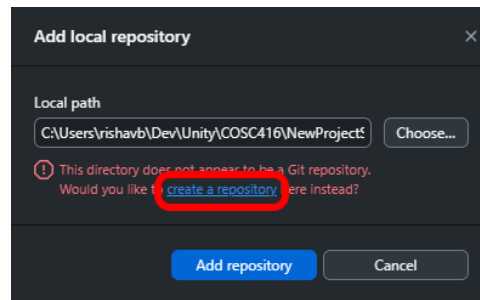 Add local repository
Local path
C:\Users\rishavb\Dev\Unity\COSC416\NewProject
Choose...
This directory does not appear to be a Git repository.
Would you like to create a repository here instead?
Add repository
Cancel